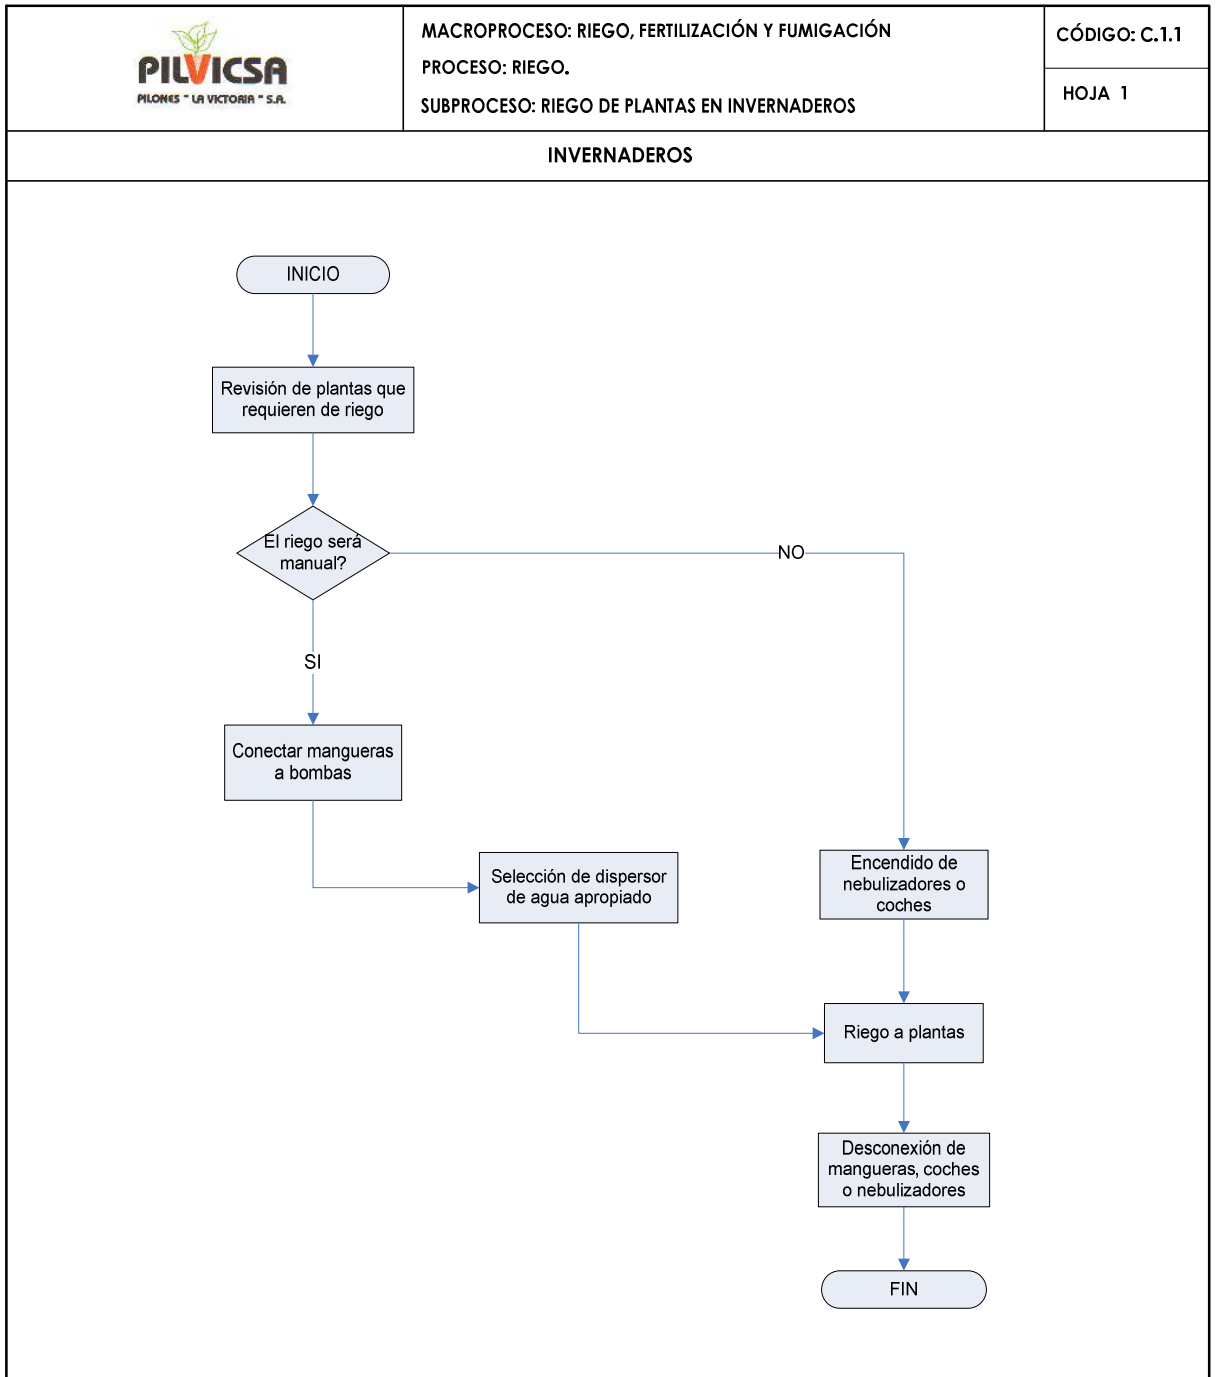 PILVICSA
PILONES " LA VICTORIA " S.A.
MACROPROCESO: RIEGO, FERTILIZACIÓN Y FUMIGACIÓN
PROCESO: RIEGO.
SUBPROCESO: RIEGO DE PLANTAS EN INVERNADEROS
CÓDIGO: C.1.1
HOJA 1
INVERNADEROS
INICIO
Revisión de plantas que
requieren de riego
El riego será
manual?
NO
SI
Conectar mangueras
a bombas
Selección de dispersor
de agua apropiado
Encendido de
nebulizadores o
coches
Riego a plantas
Desconexión de
mangueras, coches
o nebulizadores
FIN